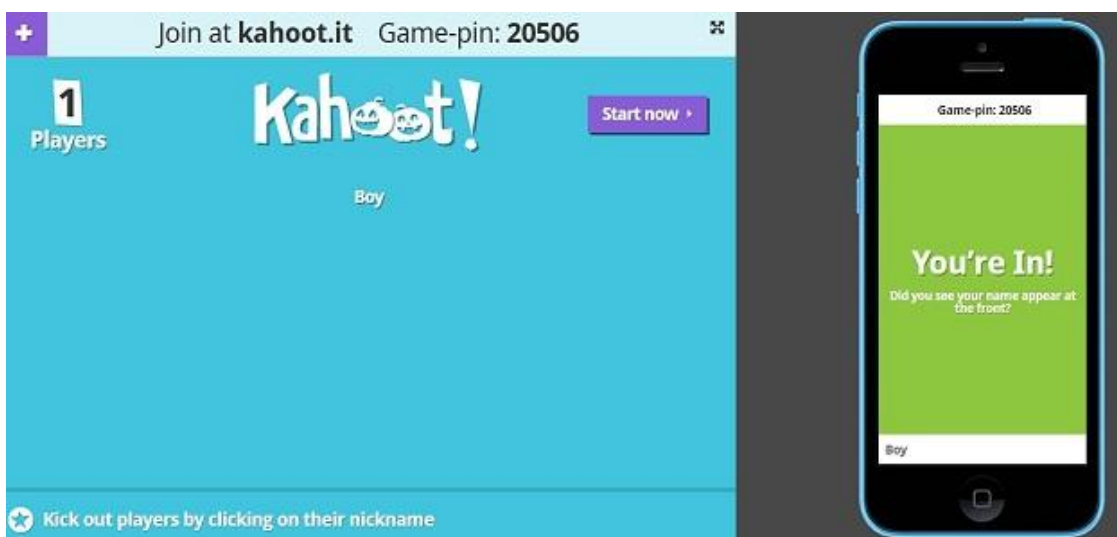 Join at kahoot.it Game-pin: 20506
1
Players
Kahoot!
Start now
Boy
Kick out players by clicking on their nickname
Game-pin: 20506
You're In!
Did you see your name appear at
the front?
Boy